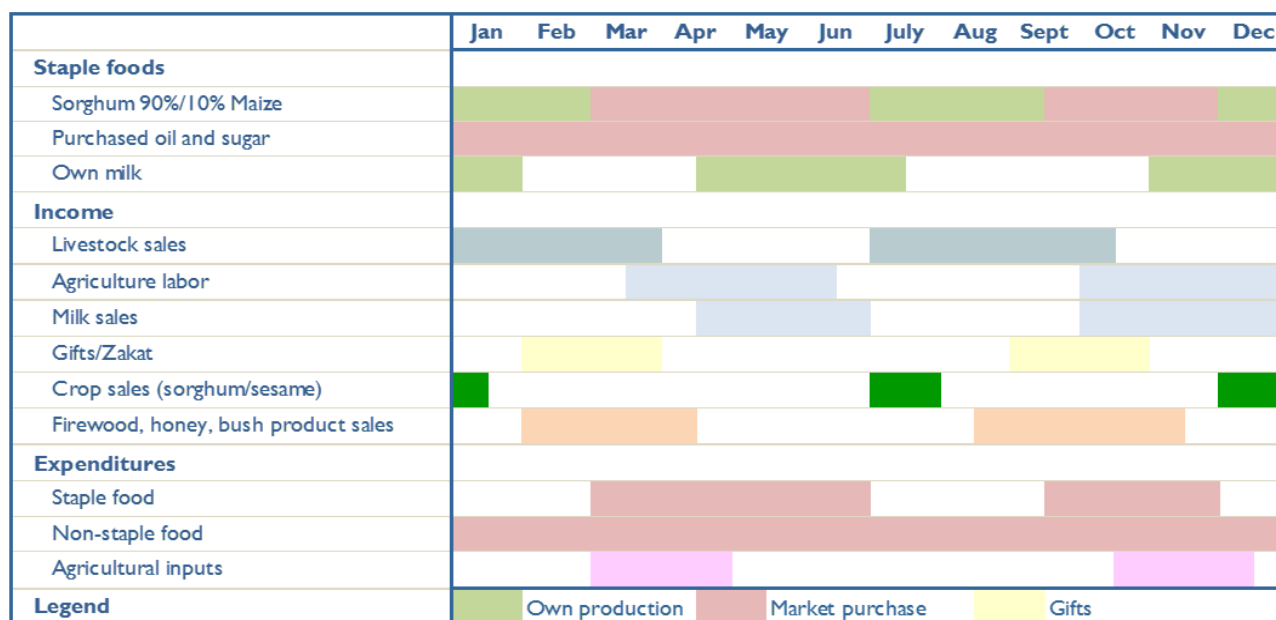 Jan Feb Mar Apr May Jun July Aug Sept Oct Nov Dec
Staple foods
Sorghum 90%/10% Maize
Purchased oil and sugar
Own milk
Income
Livestock sales
Agriculture labor
Milk sales
Gifts/Zakat
Crop sales (sorghum/sesame)
Firewood, honey, bush product sales
Expenditures
Staple food
Non-staple food
Agricultural inputs
Legend Own production Market purchase Gifts